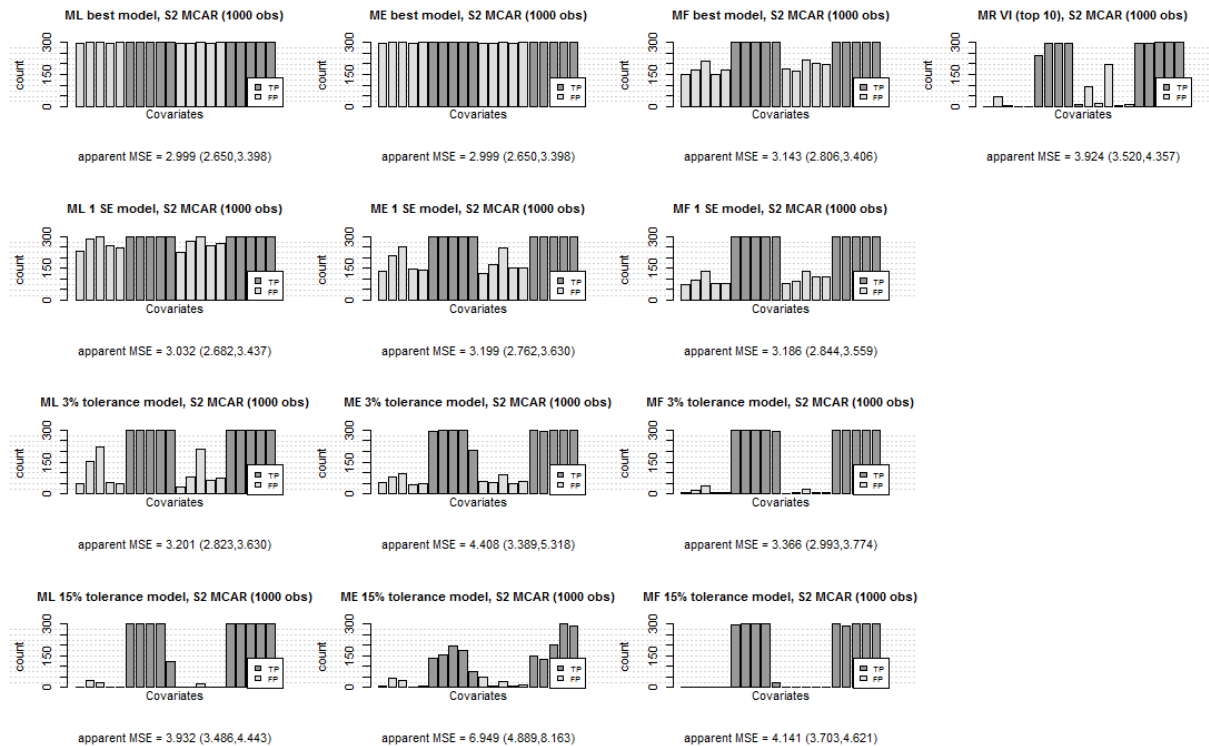 ML best model, S2 MCAR (1000 obs)
count
0 150 300
TP
FP
Covariates
apparent MSE = 2.999 (2.650,3.398)
ME best model, S2 MCAR (1000 obs)
count
0 150 300
TP
FP
Covariates
apparent MSE = 2.999 (2.650,3.398)
MF best model, S2 MCAR (1000 obs)
count
0 150 300
TP
FP
Covariates
apparent MSE = 3.143 (2.806,3.406)
MR VI (top 10), S2 MCAR (1000 obs)
count
0 150 300
TP
FP
Covariates
apparent MSE = 3.924 (3.520,4.357)
ML 1 SE model, S2 MCAR (1000 obs)
count
0 150 300
TP
FP
Covariates
apparent MSE = 3.032 (2.682,3.437)
ME 1 SE model, S2 MCAR (1000 obs)
count
0 150 300
TP
FP
Covariates
apparent MSE = 3.199 (2.762,3.630)
MF 1 SE model, S2 MCAR (1000 obs)
count
0 150 300
TP
FP
Covariates
apparent MSE = 3.186 (2.844,3.559)
ML 3% tolerance model, S2 MCAR (1000 obs)
count
0 150 300
TP
FP
Covariates
apparent MSE = 3.201 (2.823,3.630)
ME 3% tolerance model, S2 MCAR (1000 obs)
count
0 150 300
TP
FP
Covariates
apparent MSE = 4.408 (3.389,5.318)
MF 3% tolerance model, S2 MCAR (1000 obs)
count
0 150 300
TP
FP
Covariates
apparent MSE = 3.366 (2.993,3.774)
ML 15% tolerance model, S2 MCAR (1000 obs)
count
0 150 300
TP
FP
Covariates
apparent MSE = 3.932 (3.486,4.443)
ME 15% tolerance model, S2 MCAR (1000 obs)
count
0 150 300
TP
FP
Covariates
apparent MSE = 6.949 (4.889,8.163)
MF 15% tolerance model, S2 MCAR (1000 obs)
count
0 150 300
TP
FP
Covariates
apparent MSE = 4.141 (3.703,4.621)